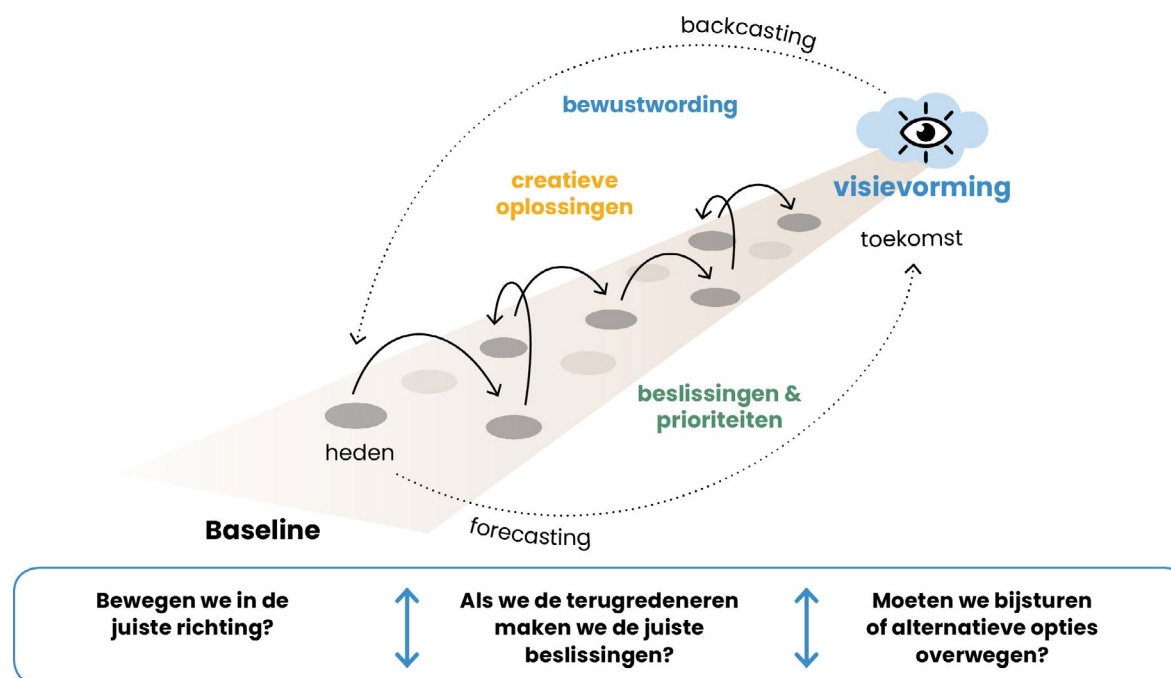 backcasting
bewustwording
creatieve
oplossingen
visievorming
toekomst
beslissingen &
prioriteiten
heden
Baseline
forecasting
Bewegen we in de
juiste richting?
Als we de terugredeneren
maken we de juiste
beslissingen?
Moeten we bijsturen
of alternatieve opties
overwegen?